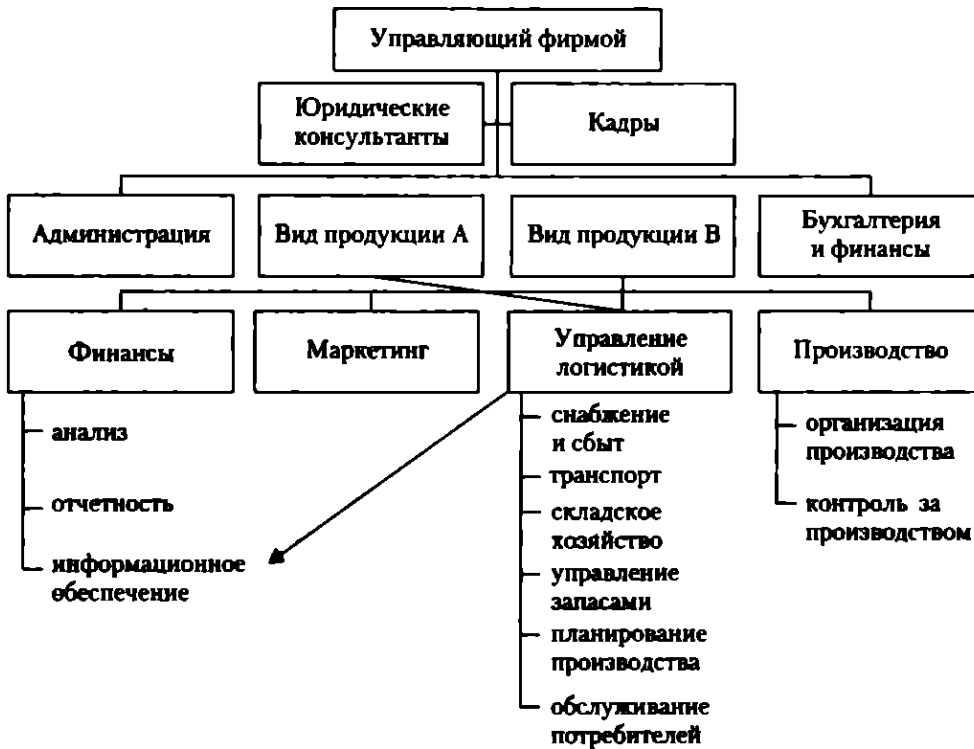 Управляющий фирмой
Юридические
консультанты
Кадры
Администрация
Вид продукции А
Вид продукции В
Бухгалтерия
и финансы
Финансы
Маркетинг
Управление
логистикой
Производство
анализ
отчетность
информационное
обеспечение
снабжение
и сбыт
транспорт
складское
хозяйство
управление
запасами
планирование
производства
обслуживание
потребителей
организация
производства
контроль за
производством